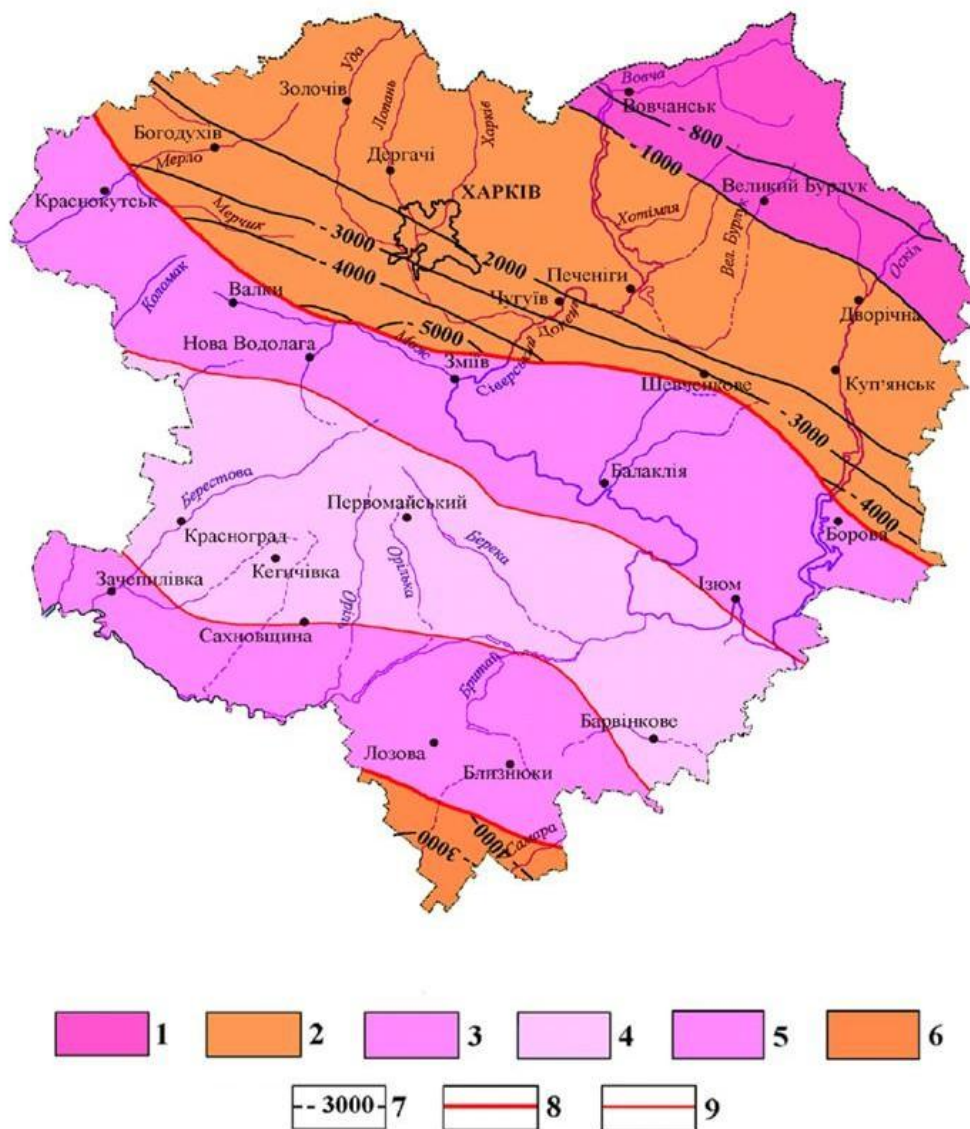 Вовча
Вовчанськ
Уда
Золочів
Лопань
Харків
- 800
- 1000
Богодухів
Мерло
Дергачі
Великий Бурлук
Краснокутськ
ХАРКІВ
Мерчик
Хотімля
Вел. Бурлук
Оскіл
- 3000
2000
- 4000
Коломак
Печеніги
Валки
Чугуїв
Дворічна
- 5000
Мож
Сіверський Донець
Нова Водолага
Зміїв
Шевченкове
Куп'янськ
- 3000
Балаклія
- 4000
Берестова
Первомайський
Берека
Борова
Красноград
Кегичівка
Орілька
Зачепилівка
Ізюм
Оріль
Сахновщина
Бритай
Барвінкове
Лозова
Близнюки
- 4000
- 3000
Самара
1 2 3 4 5 6
- 3000 7 8 9